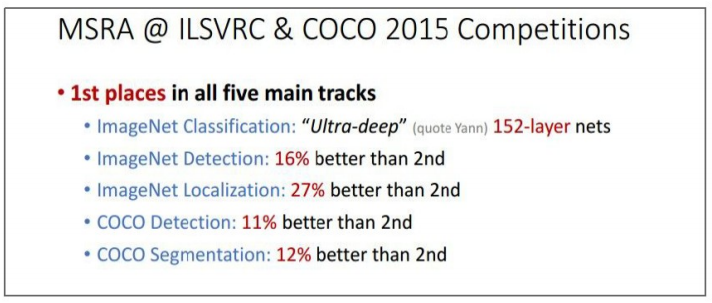 MSRA @ ILSVRC & COCO 2015 Competitions
• 1st places in all five main tracks
• ImageNet Classification: “Ultra-deep” (quote Yann) 152-layer nets
• ImageNet Detection: 16% better than 2nd
• ImageNet Localization: 27% better than 2nd
• COCO Detection: 11% better than 2nd
• COCO Segmentation: 12% better than 2nd